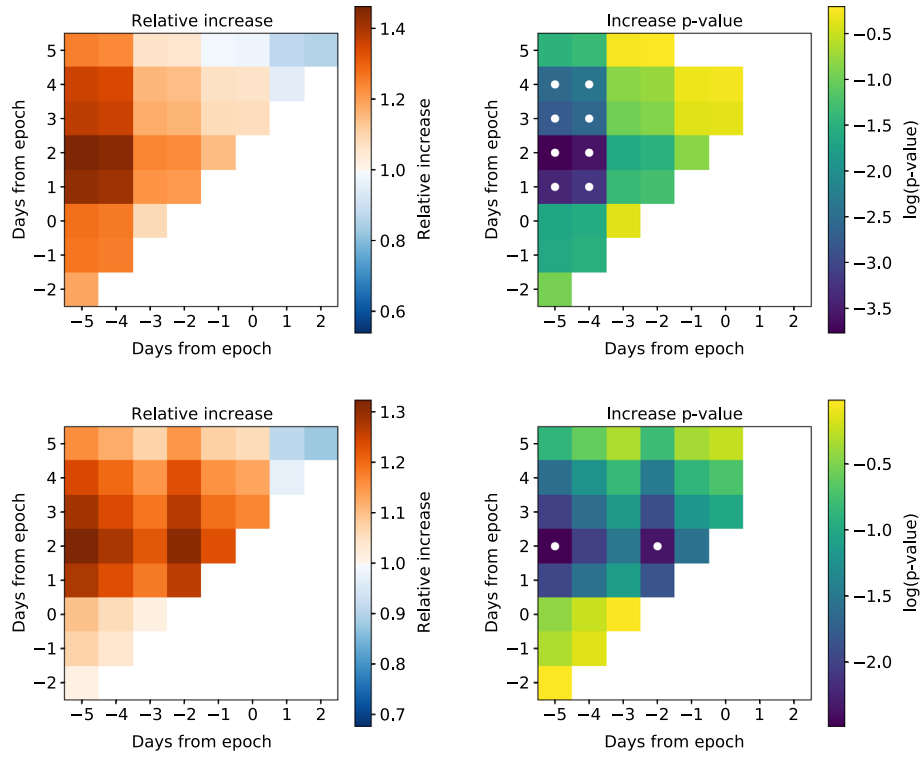 Relative increase
5
4
3
2
1
0
−1
−2
Days from epoch
−5 −4 −3 −2 −1 0 1 2
Days from epoch
1.4
1.2
1.0
0.8
0.6
Relative increase
Increase p-value
5
4
3
2
1
0
−1
−2
Days from epoch
−5 −4 −3 −2 −1 0 1 2
Days from epoch
−0.5
−1.0
−1.5
−2.0
−2.5
−3.0
−3.5
log(p-value)
Relative increase
5
4
3
2
1
0
−1
−2
Days from epoch
−5 −4 −3 −2 −1 0 1 2
Days from epoch
1.3
1.2
1.1
1.0
0.9
0.8
0.7
Relative increase
Increase p-value
5
4
3
2
1
0
−1
−2
Days from epoch
−5 −4 −3 −2 −1 0 1 2
Days from epoch
−0.5
−1.0
−1.5
−2.0
log(p-value)